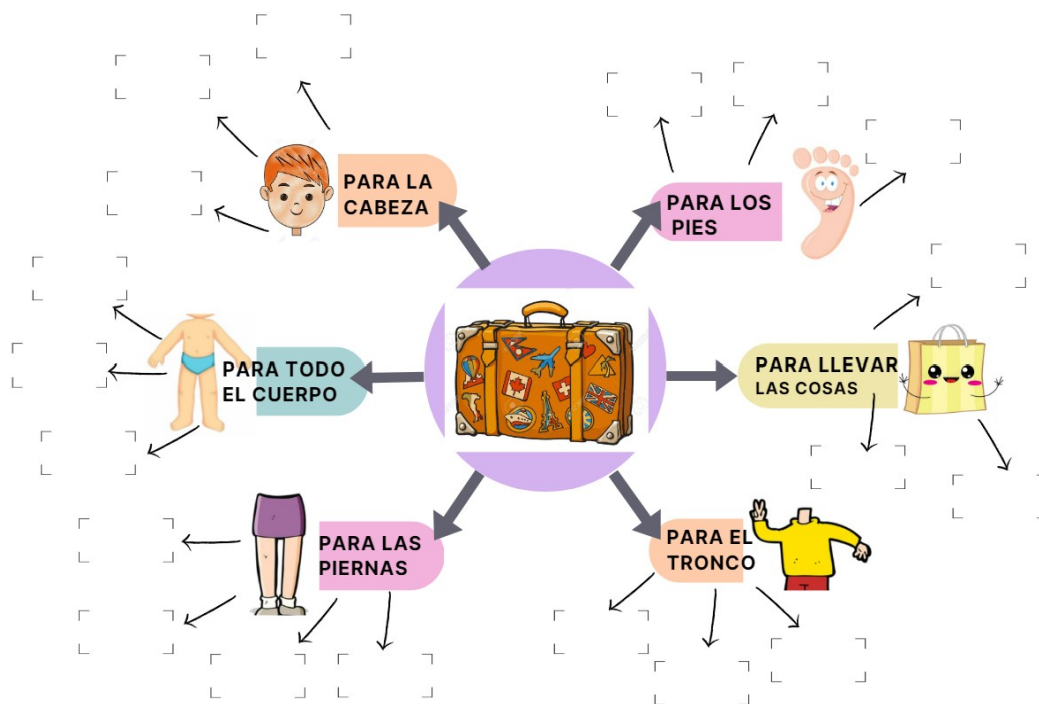 PARA LA
CABEZA
PARA LOS
PIES
PARA TODO
EL CUERPO
PARA LLEVAR
LAS COSAS
PARA LAS
PIERNAS
PARA EL
TRONCO